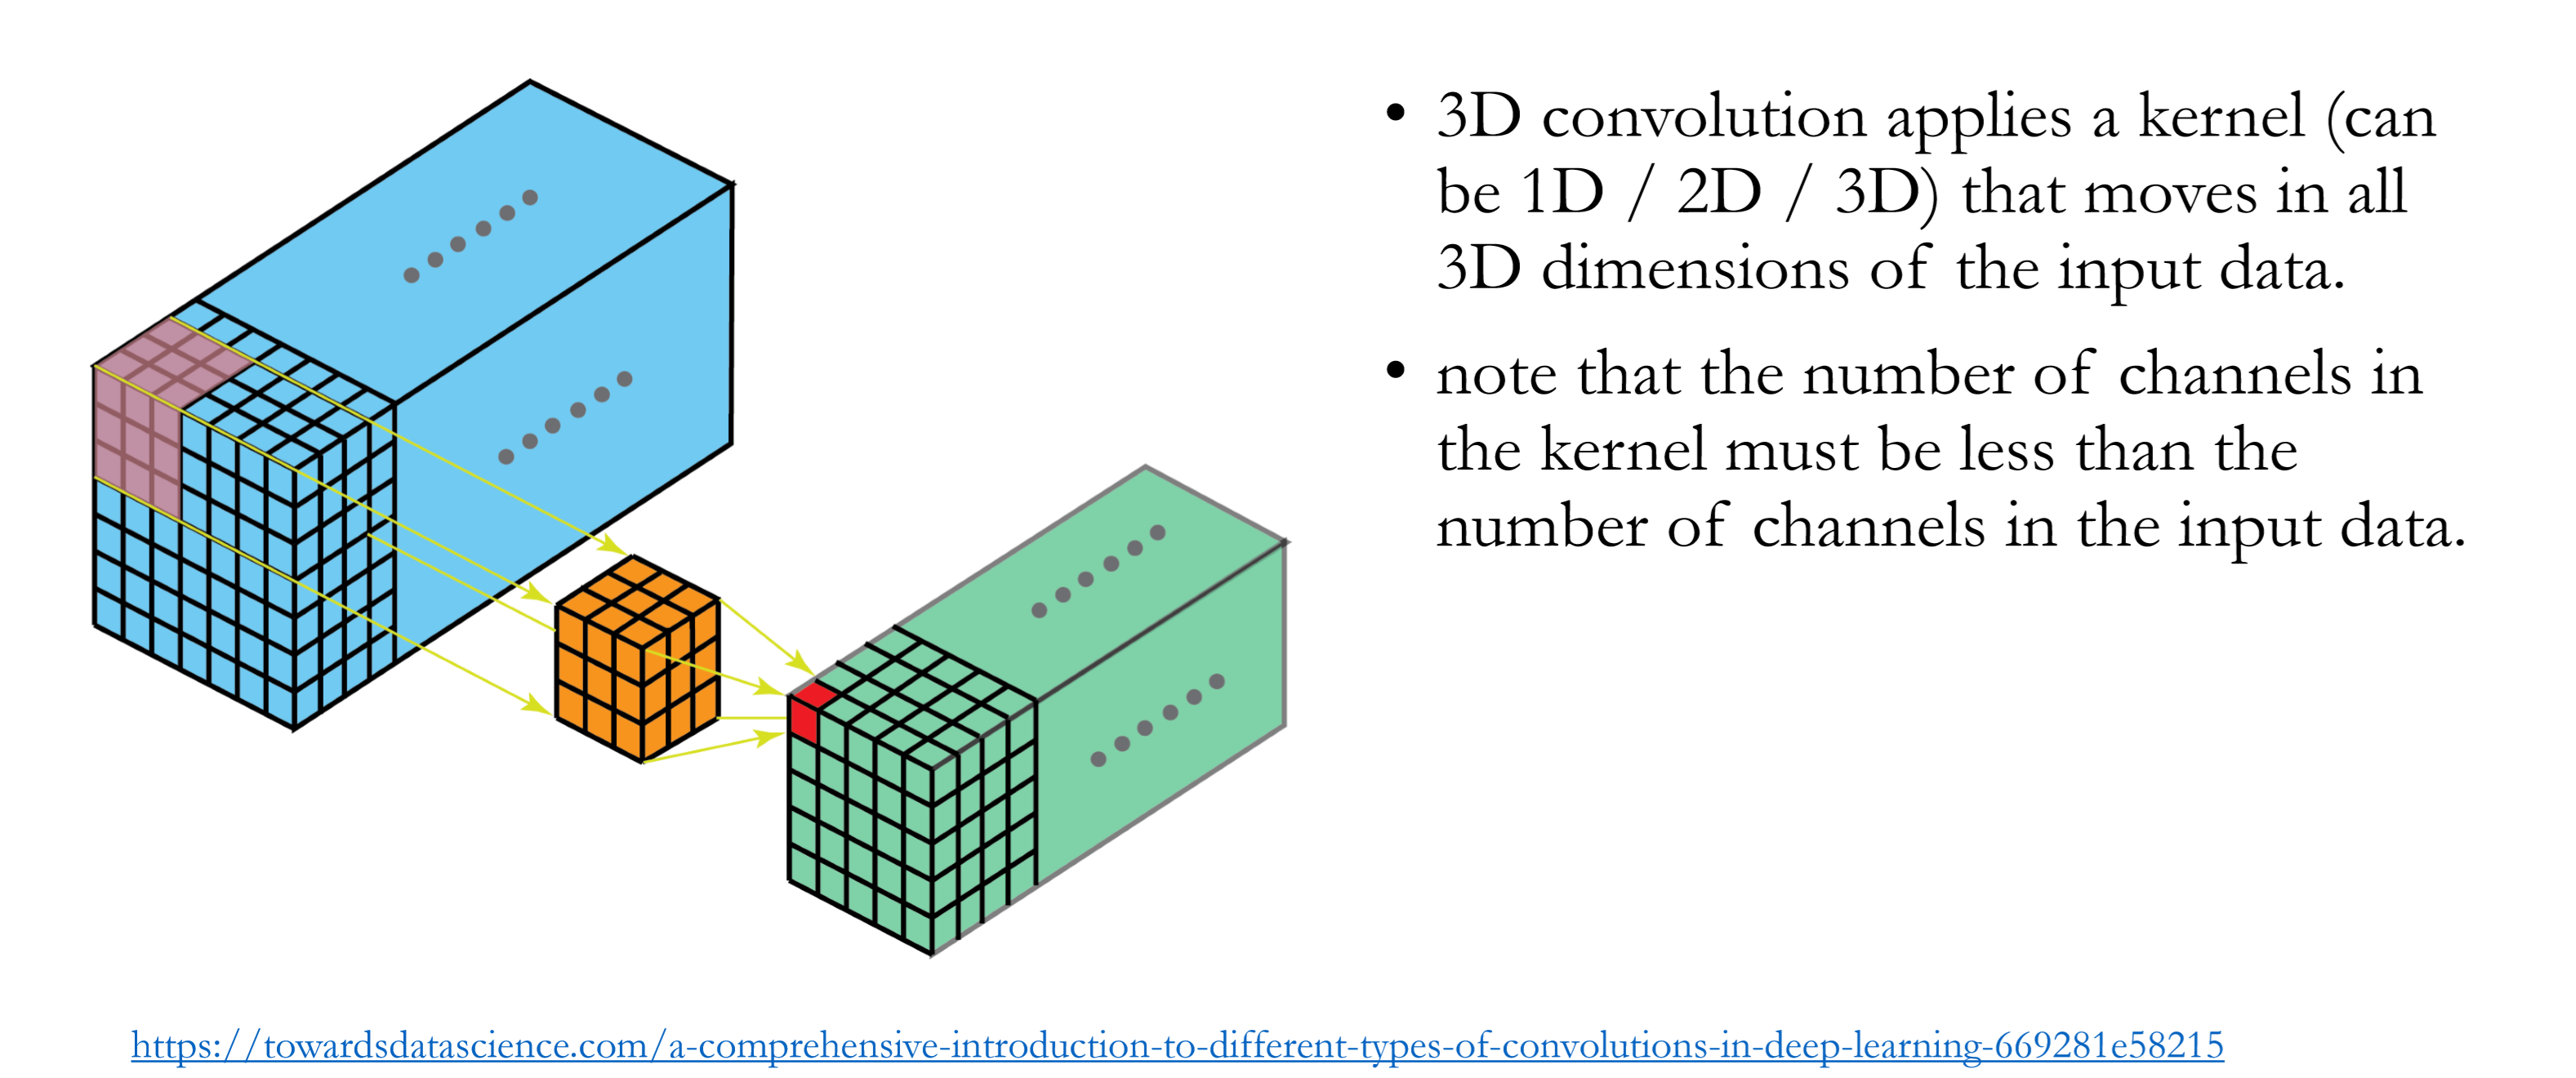 • 3D convolution applies a kernel (can
be 1D / 2D / 3D) that moves in all
3D dimensions of the input data.
• note that the number of channels in
the kernel must be less than the
number of channels in the input data.
https://towardsdatascience.com/a-comprehensive-introduction-to-different-types-of-convolutions-in-deep-learning-669281e58215